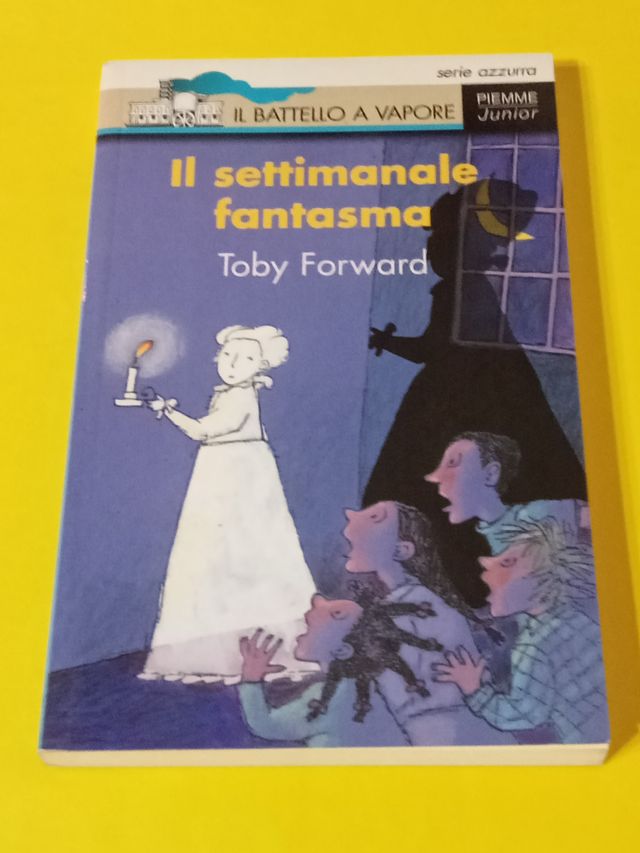 serie azzurra
IL BATTELLO A VAPORE
PIEMME
Junior
Il settimanale
fantasma
Toby Forward